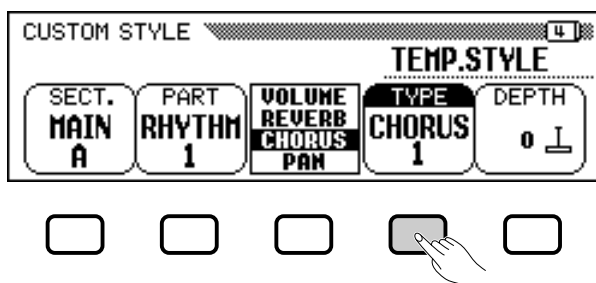 CUSTOM STYLE 4
TEMP.STYLE
SECT.
MAIN
A
PART
RHYTHM
1
VOLUME
REVERB
CHORUS
PAN
TYPE
CHORUS
1
DEPTH
0